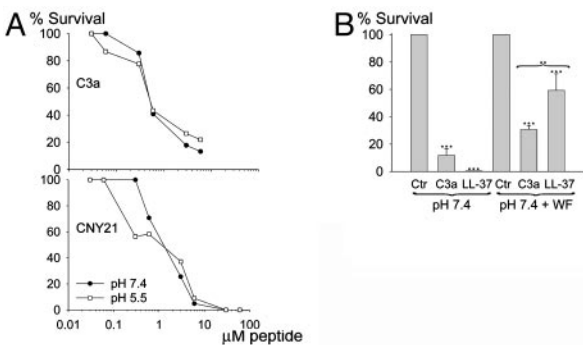 A
% Survival
100
80
60
40
20
0
C3a
100
80
60
40
20
0
CNY21
pH 7.4
pH 5.5
0.01
0.1
1
10
100
µM peptide
B
% Survival
100
80
60
40
20
0
***
***
***
**
***
Ctr C3a LL-37 Ctr C3a LL-37
pH 7.4
pH 7.4 + WF